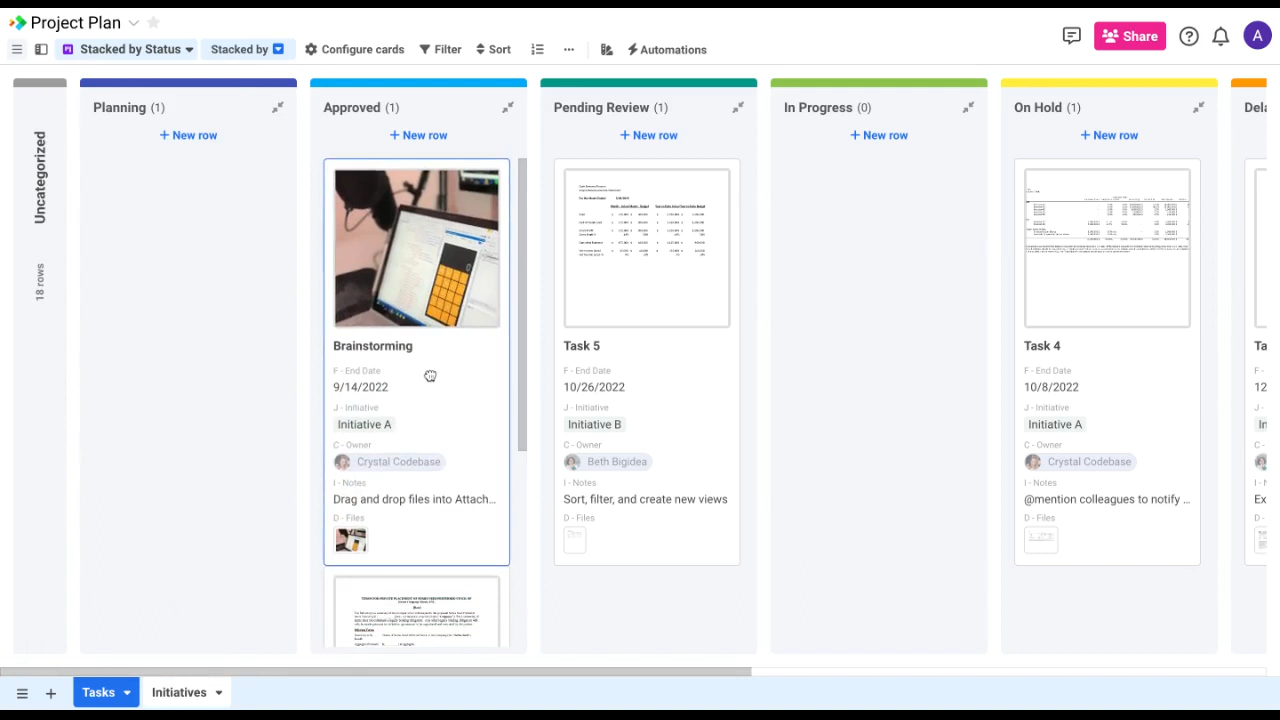 Project Plan
Stacked by Status
Stacked by
Configure cards
Filter
Sort
...
Automations
Share
A
Uncategorized
18 rows
Planning (1)
+ New row
Approved (1)
+ New row
Brainstorming
F - End Date
9/14/2022
J - Initiative
Initiative A
C - Owner
Crystal Codebase
I - Notes
Drag and drop files into Attach...
D - Files
Pending Review (1)
+ New row
Task 5
F - End Date
10/26/2022
J - Initiative
Initiative B
C - Owner
Beth Bigidea
I - Notes
Sort, filter, and create new views
D - Files
In Progress (0)
+ New row
On Hold (1)
+ New row
Task 4
F - End Date
10/8/2022
J - Initiative
Initiative A
C - Owner
Crystal Codebase
I - Notes
@mention colleagues to notify ...
D - Files
Dela
Ta
F -
12
J -
In
C -
I -
Ex
D -
Tasks
Initiatives